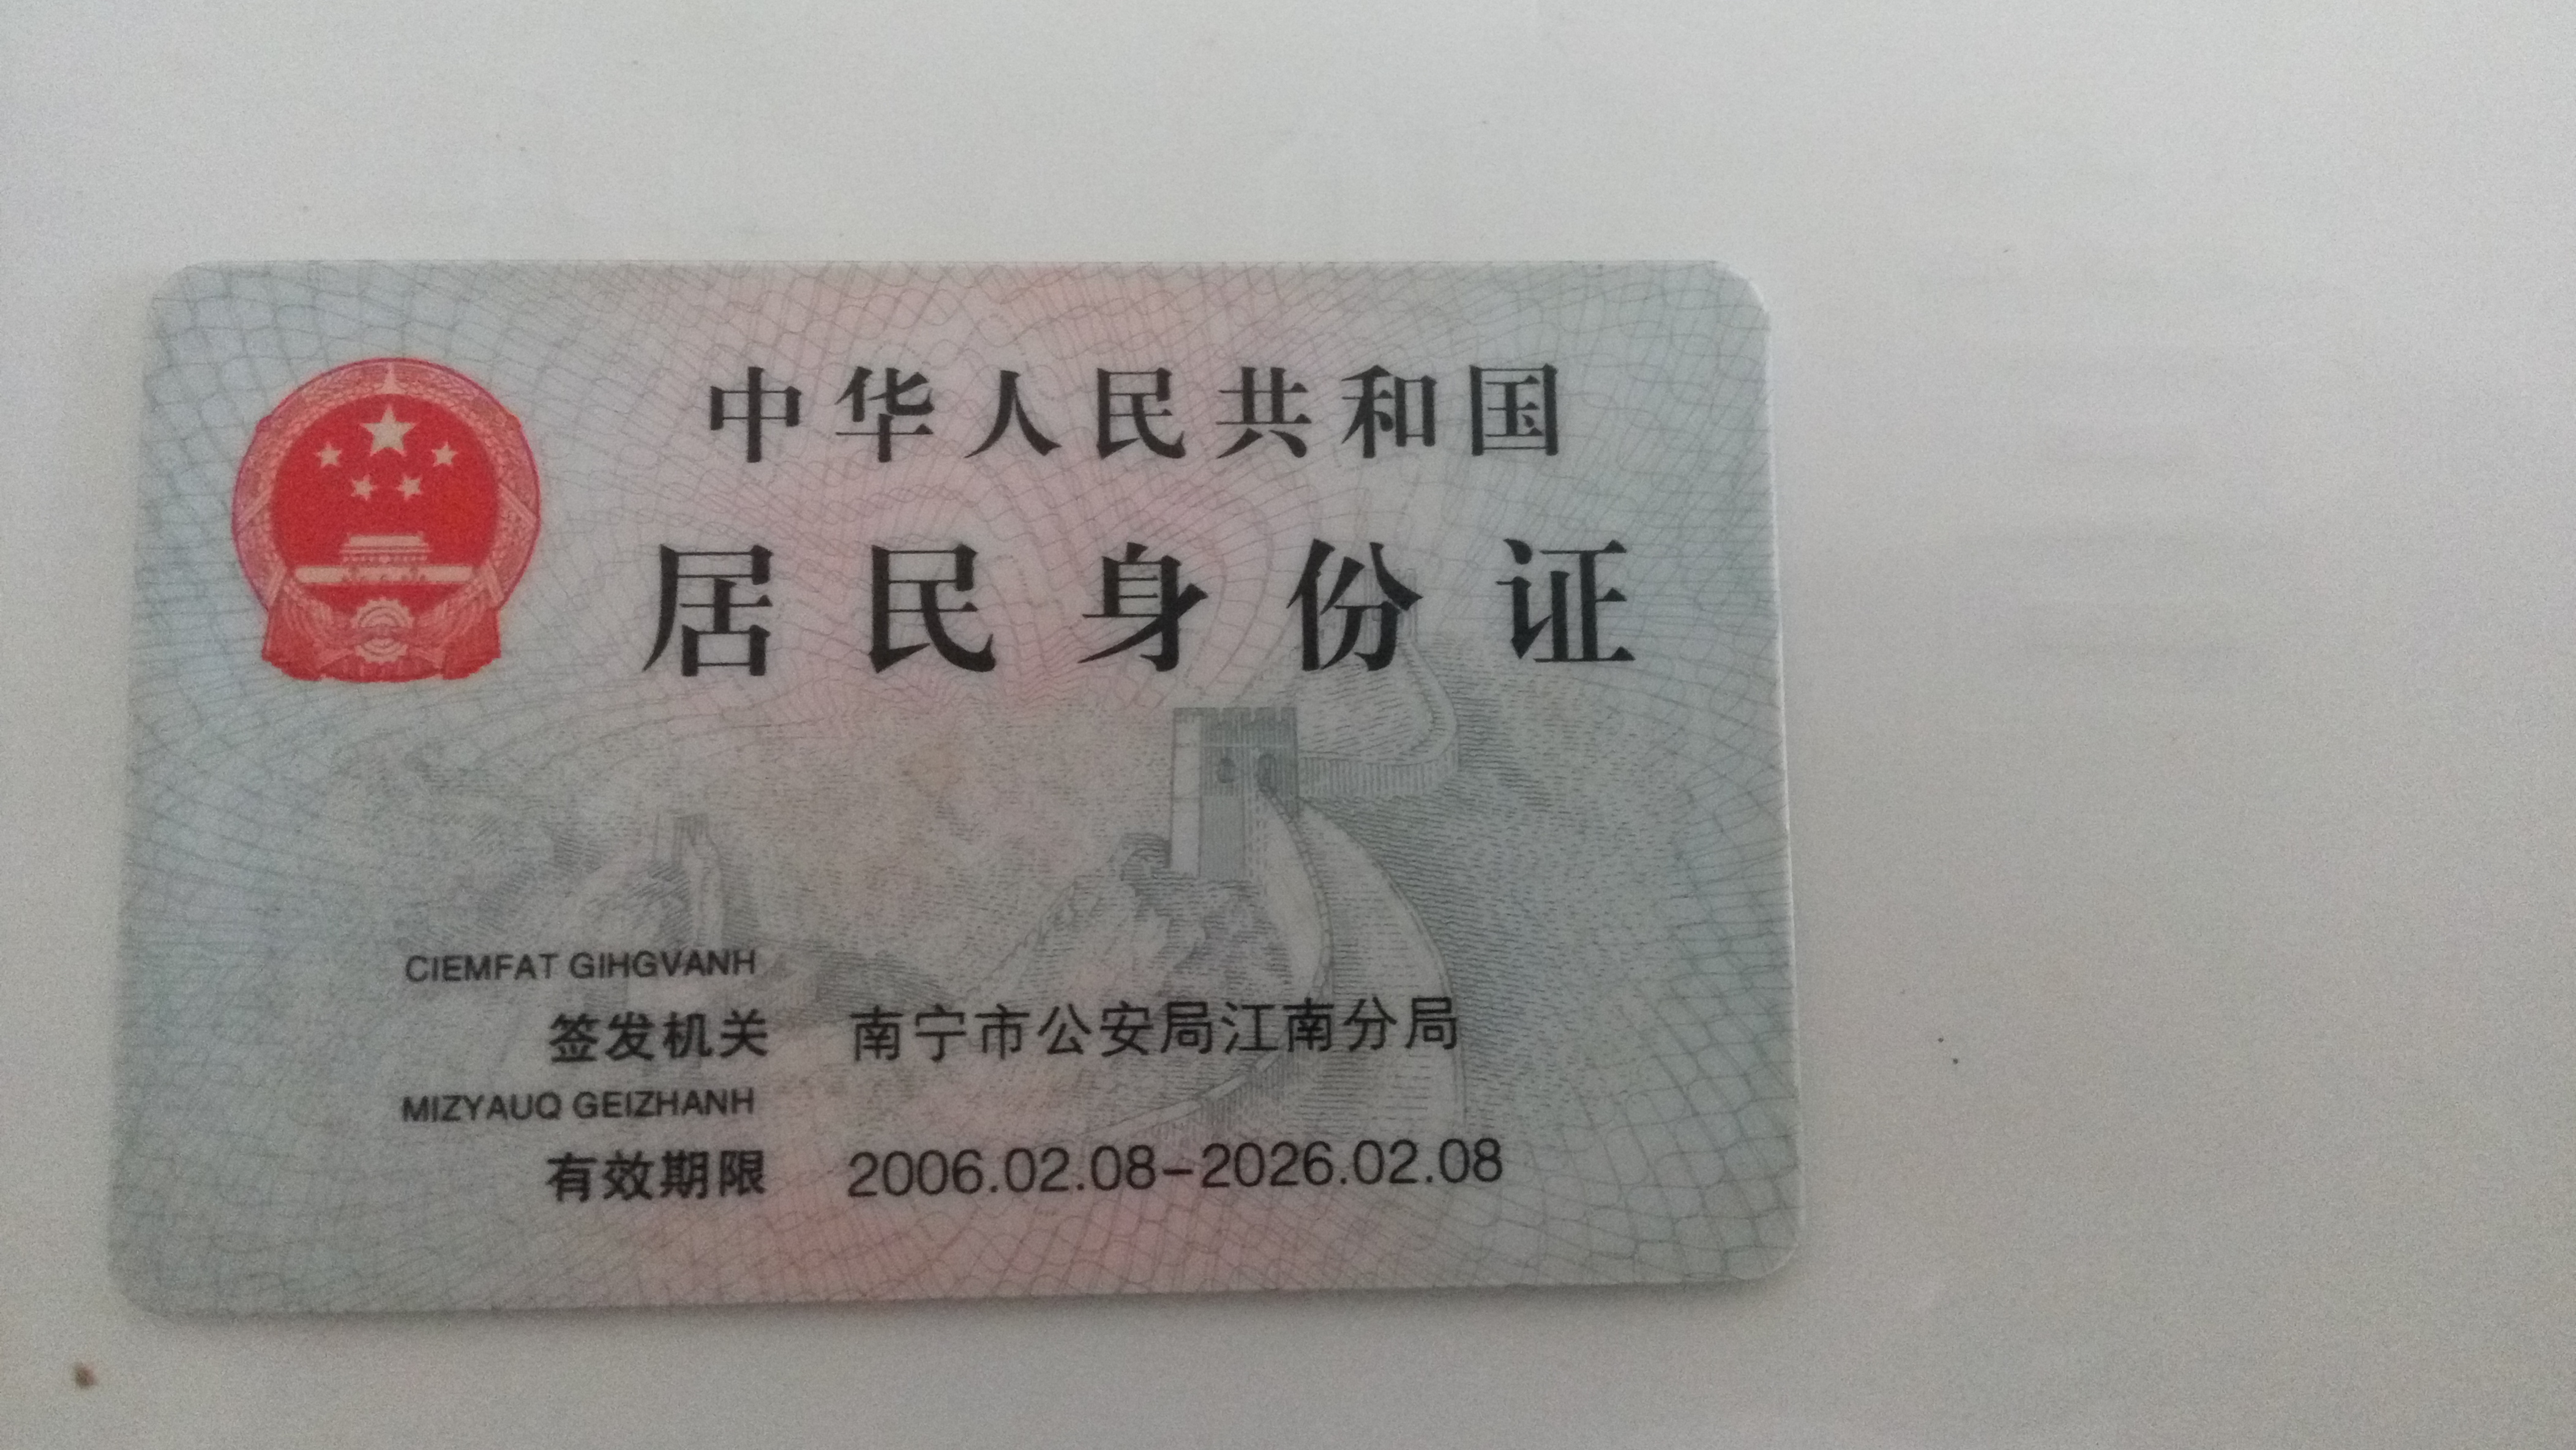 中华人民共和国
居民身份证
CIEMFAT GIHGVANH
签发机关 南宁市公安局江南分局
MIZYAUQ GEIZHANH
有效期限 2006.02.08-2026.02.08